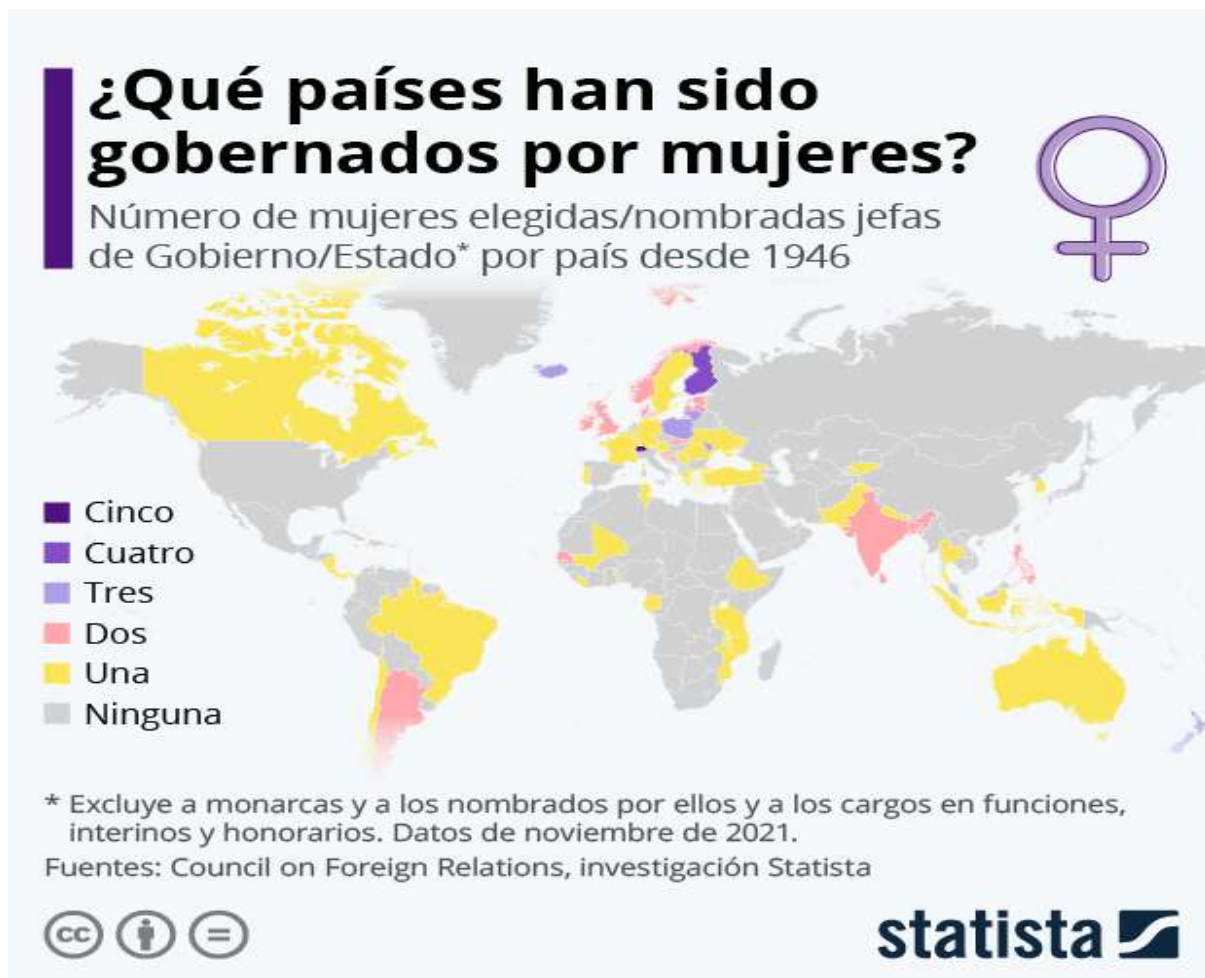 ¿Qué países han sido
gobernados por mujeres?
Número de mujeres elegidas/nombradas jefas
de Gobierno/Estado* por país desde 1946
Cinco
Cuatro
Tres
Dos
Una
Ninguna
* Excluye a monarcas y a los nombrados por ellos y a los cargos en funciones,
interinos y honorarios. Datos de noviembre de 2021.
Fuentes: Council on Foreign Relations, investigación Statista
cc
statista